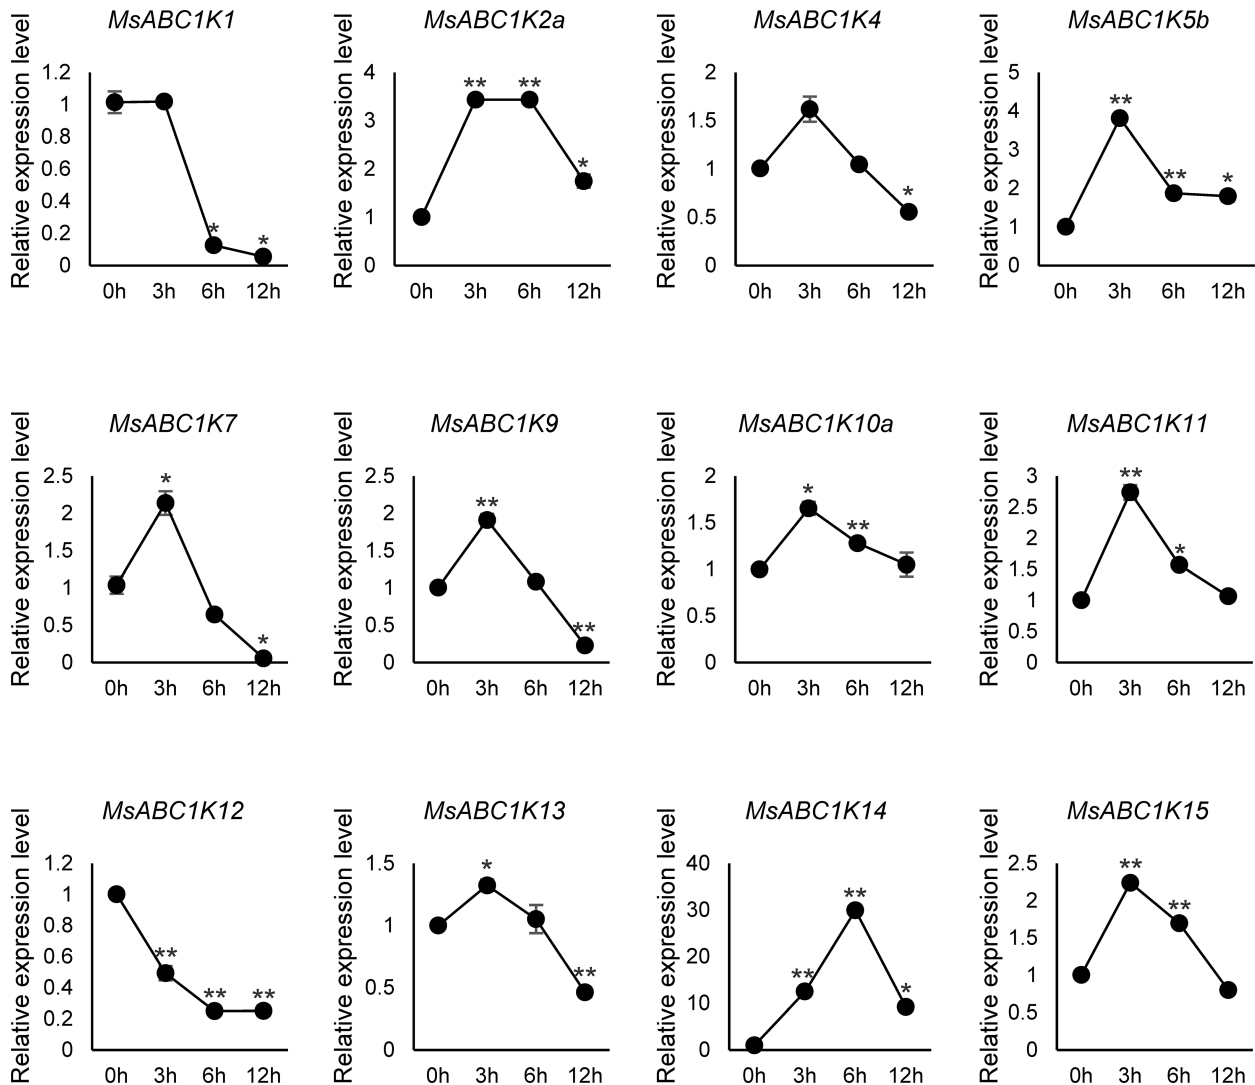 MsABC1K1
Relative expression level
1.2
1
0.8
0.6
0.4
0.2
0
*
*
0h 3h 6h 12h
MsABC1K2a
Relative expression level
4
3
2
1
0
** **
*
0h 3h 6h 12h
MsABC1K4
Relative expression level
2
1.5
1
0.5
0
*
0h 3h 6h 12h
MsABC1K5b
Relative expression level
5
4
3
2
1
0
**
**
*
0h 3h 6h 12h
MsABC1K7
Relative expression level
2.5
2
1.5
1
0.5
0
*
*
0h 3h 6h 12h
MsABC1K9
Relative expression level
2.5
2
1.5
1
0.5
0
**
**
0h 3h 6h 12h
MsABC1K10a
Relative expression level
2
1.5
1
0.5
0
*
**
0h 3h 6h 12h
MsABC1K11
Relative expression level
3
2.5
2
1.5
1
0.5
0
**
*
0h 3h 6h 12h
MsABC1K12
Relative expression level
1.2
1
0.8
0.6
0.4
0.2
0
**
** **
0h 3h 6h 12h
MsABC1K13
Relative expression level
1.5
1
0.5
0
*
**
0h 3h 6h 12h
MsABC1K14
Relative expression level
40
30
20
10
0
**
**
*
0h 3h 6h 12h
MsABC1K15
Relative expression level
2.5
2
1.5
1
0.5
0
**
**
0h 3h 6h 12h